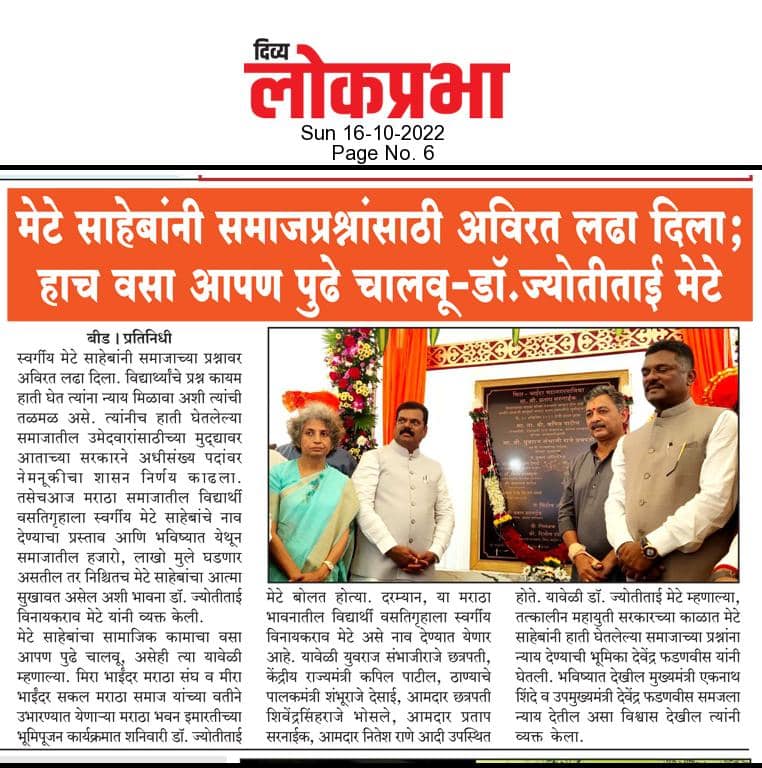 दिव्य
लोकप्रभा
Sun 16-10-2022
Page No. 6
मेटे साहेबांनी समाजप्रश्नांसाठी अविरत लढा दिला;
हाच वसा आपण पुढे चालवू-डॉ.ज्योतीताई मेटे
बीड । प्रतिनिधी
स्वर्गीय मेटे साहेबांनी समाजाच्या प्रश्नावर
अविरत लढा दिला. विद्यार्थ्यांचे प्रश्न कायम
हाती घेत त्यांना न्याय मिळावा अशी त्यांची
तळमळ असे. त्यांनीच हाती घेतलेल्या
समाजातील उमेदवारांसाठीच्या मुद्द्यावर
आताच्या सरकारने अधीसंख्य पदांवर
नेमनूकीचा शासन निर्णय काढला.
तसेचआज मराठा समाजातील विद्यार्थी
वसतिगृहाला स्वर्गीय मेटे साहेबांचे नाव
देण्याचा प्रस्ताव आणि भविष्यात येथून
समाजातील हजारो, लाखो मुले घडणार
असतील तर निश्चितच मेटे साहेबांचा आत्मा
सुखावत असेल अशी भावना डॉ. ज्योतीताई
विनायकराव मेटे यांनी व्यक्त केली.
मेटे साहेबांचा सामाजिक कामाचा वसा
आपण पुढे चालवू, असेही त्या यावेळी
म्हणाल्या. मिरा भाईंदर मराठा संघ व मीरा
भाईंदर सकल मराठा समाज यांच्या वतीने
उभारण्यात येणाऱ्या मराठा भवन इमारतीच्या
भूमिपूजन कार्यक्रमात शनिवारी डॉ. ज्योतीताई
मेटे बोलत होत्या. दरम्यान, या मराठा
भावनातील विद्यार्थी वसतिगृहाला स्वर्गीय
विनायकराव मेटे असे नाव देण्यात येणार
आहे. यावेळी युवराज संभाजीराजे छत्रपती,
केंद्रीय राज्यमंत्री कपिल पाटील, ठाण्याचे
पालकमंत्री शंभूराजे देसाई, आमदार छत्रपती
शिवेंद्रसिंहराजे भोसले, आमदार प्रताप
सरनाईक, आमदार नितेश राणे आदी उपस्थित
होते. यावेळी डॉ. ज्योतीताई मेटे म्हणाल्या,
तत्कालीन महायुती सरकारच्या काळात मेटे
साहेबांनी हाती घेतलेल्या समाजाच्या प्रश्नांना
न्याय देण्याची भूमिका देवेंद्र फडणवीस यांनी
घेतली. भविष्यात देखील मुख्यमंत्री एकनाथ
शिंदे व उपमुख्यमंत्री देवेंद्र फडणवीस समजला
न्याय देतील असा विश्वास देखील त्यांनी
व्यक्त केला.